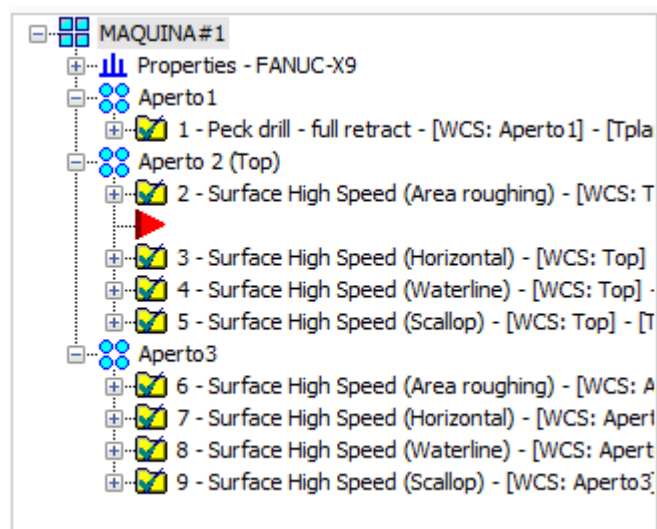 MAQUINA#1
Properties - FANUC-X9
Aperto1
1 - Peck drill - full retract - [WCS: Aperto1] - [Tpla
Aperto 2 (Top)
2 - Surface High Speed (Area roughing) - [WCS: T
3 - Surface High Speed (Horizontal) - [WCS: Top]
4 - Surface High Speed (Waterline) - [WCS: Top] -
5 - Surface High Speed (Scallop) - [WCS: Top] - [T
Aperto3
6 - Surface High Speed (Area roughing) - [WCS: A
7 - Surface High Speed (Horizontal) - [WCS: Apert
8 - Surface High Speed (Waterline) - [WCS: Apert
9 - Surface High Speed (Scallop) - [WCS: Aperto3]